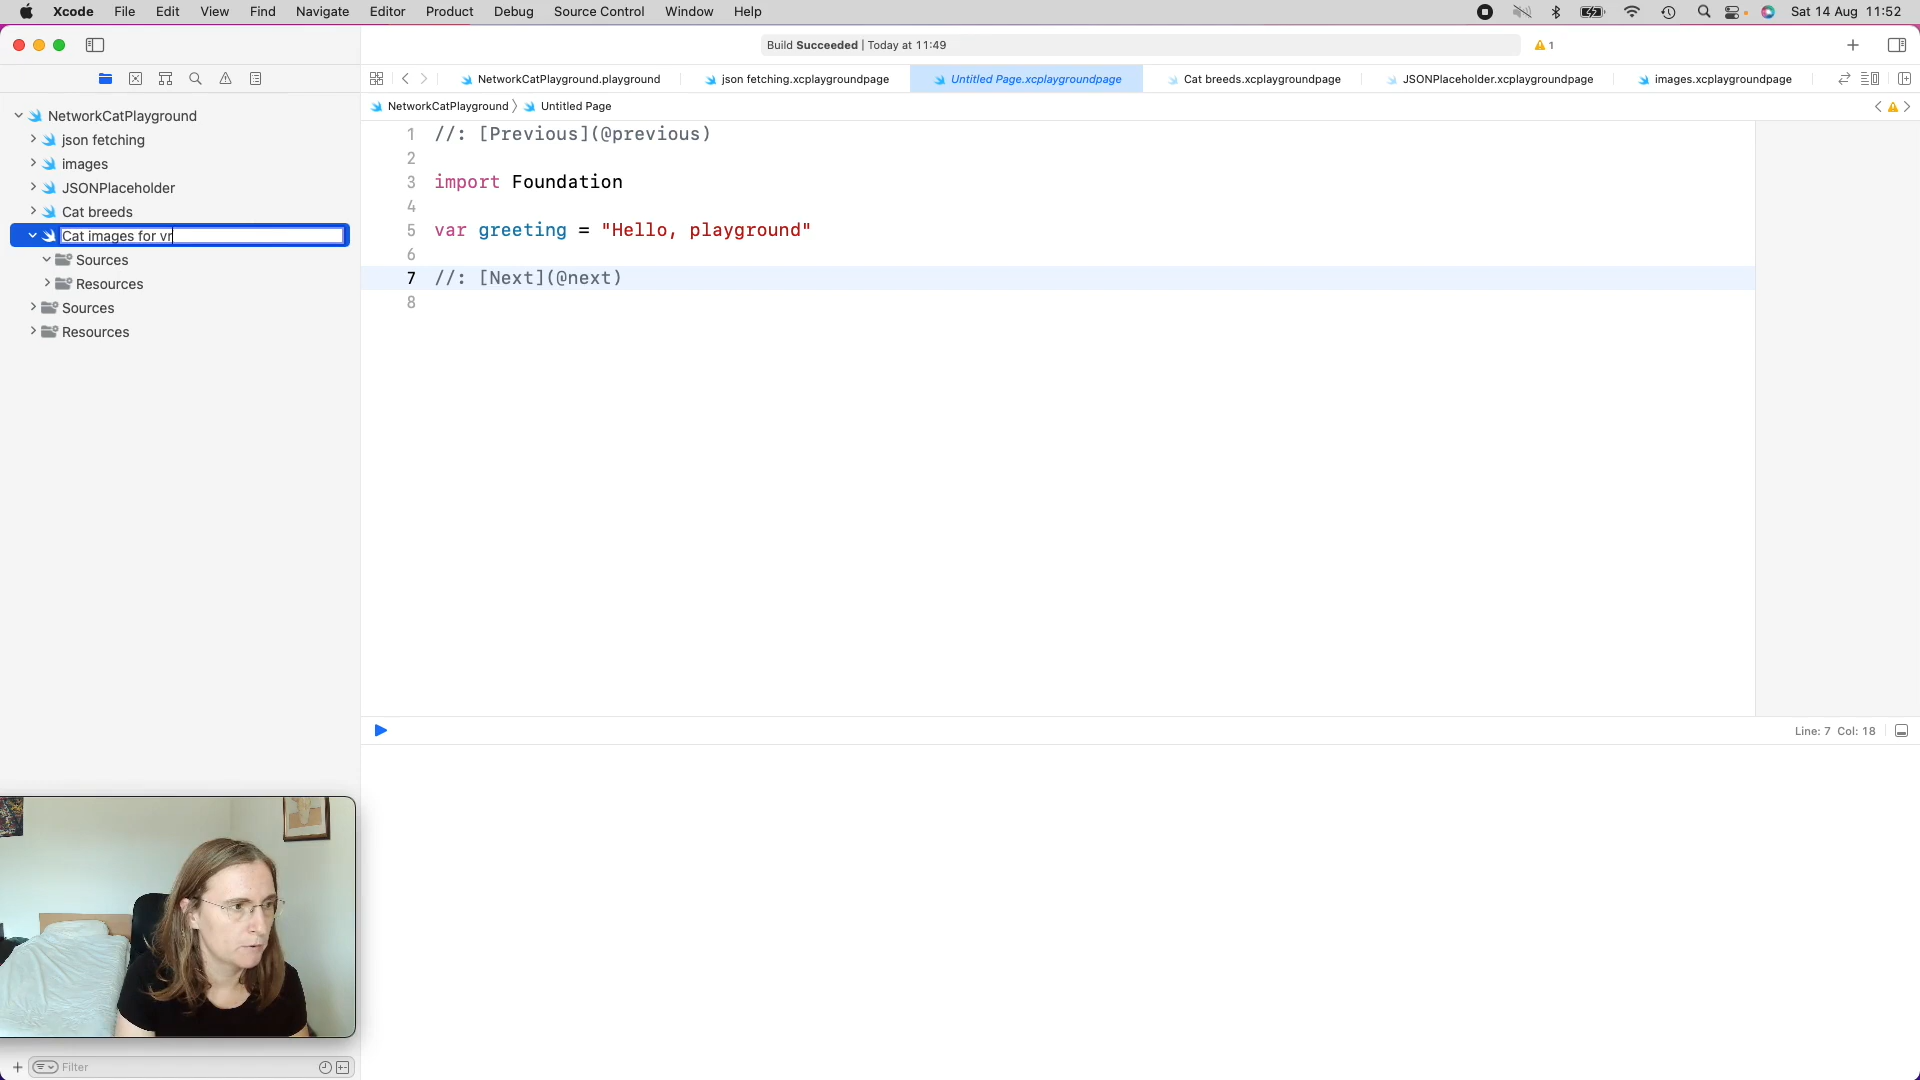 Xcode File Edit View Find Navigate Editor Product Debug Source Control Window Help Sat 14 Aug 11:52
Build Succeeded | Today at 11:49 1
NetworkCatPlayground.playground json fetching.xcplaygroundpage Untitled Page.xcplaygroundpage Cat breeds.xcplaygroundpage JSONPlaceholder.xcplaygroundpage images.xcplaygroundpage
NetworkCatPlayground Untitled Page
NetworkCatPlayground
json fetching
images
JSONPlaceholder
Cat breeds
Cat images for vr
Sources
Resources
Sources
Resources
1 //: [Previous](@previous)
2
3 import Foundation
4
5 var greeting = "Hello, playground"
6
7 //: [Next](@next)
8
Line: 7 Col: 18
Filter